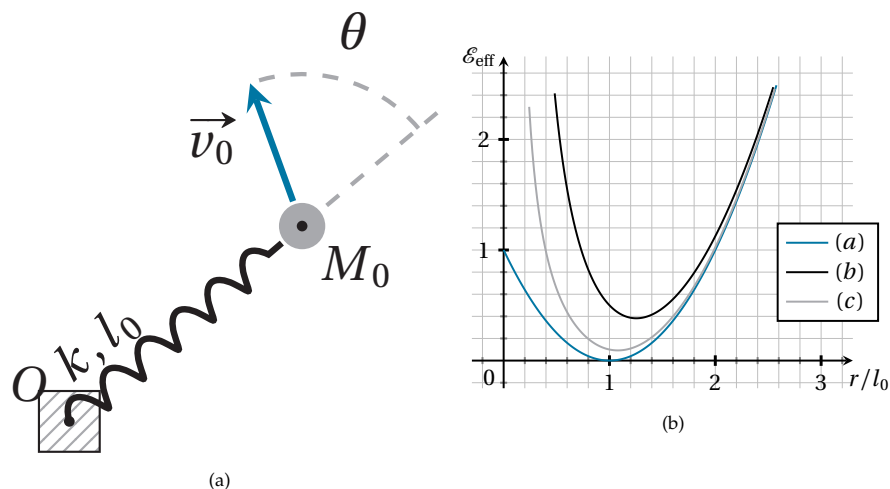 θ
v₀
M₀
k, l₀
O
(a)
ℰeff
2
1
0
1
2
3
r/l₀
(a)
(b)
(c)
(b)